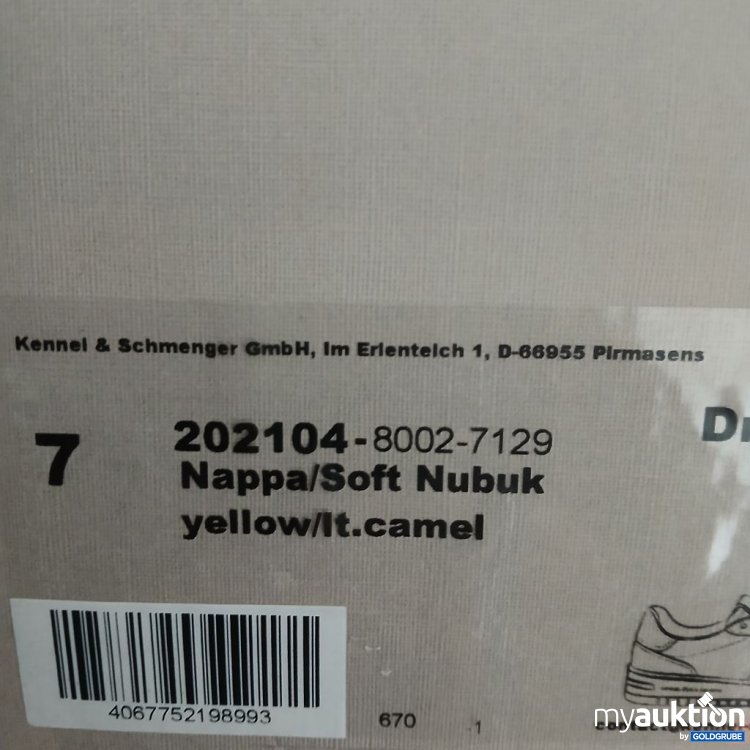 Kennel & Schmenger GmbH, Im Erlenteich 1, D-66955 Pirmasens
7
202104-8002-7129
Nappa/Soft Nubuk
yellow/lt.camel
4067752198993
670
1
myauktion
by GOLDGRUBE